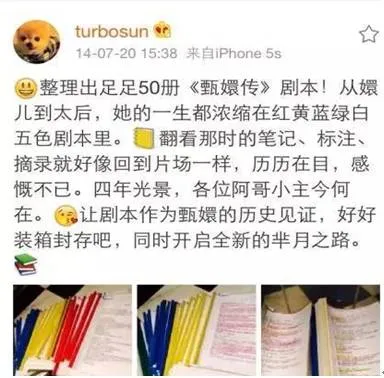 turbosun
14-07-20 15:38 来自iPhone 5s
整理出足足50册《甄嬛传》剧本！从嬛
儿到太后，她的一生都浓缩在红黄蓝绿白
五色剧本里。翻看那时的笔记、标注、
摘录就好像回到片场一样，历历在目，感
慨不已。四年光景，各位阿哥小主今何
在。让剧本作为甄嬛的历史见证，好好
装箱封存吧，同时开启全新的芈月之路。